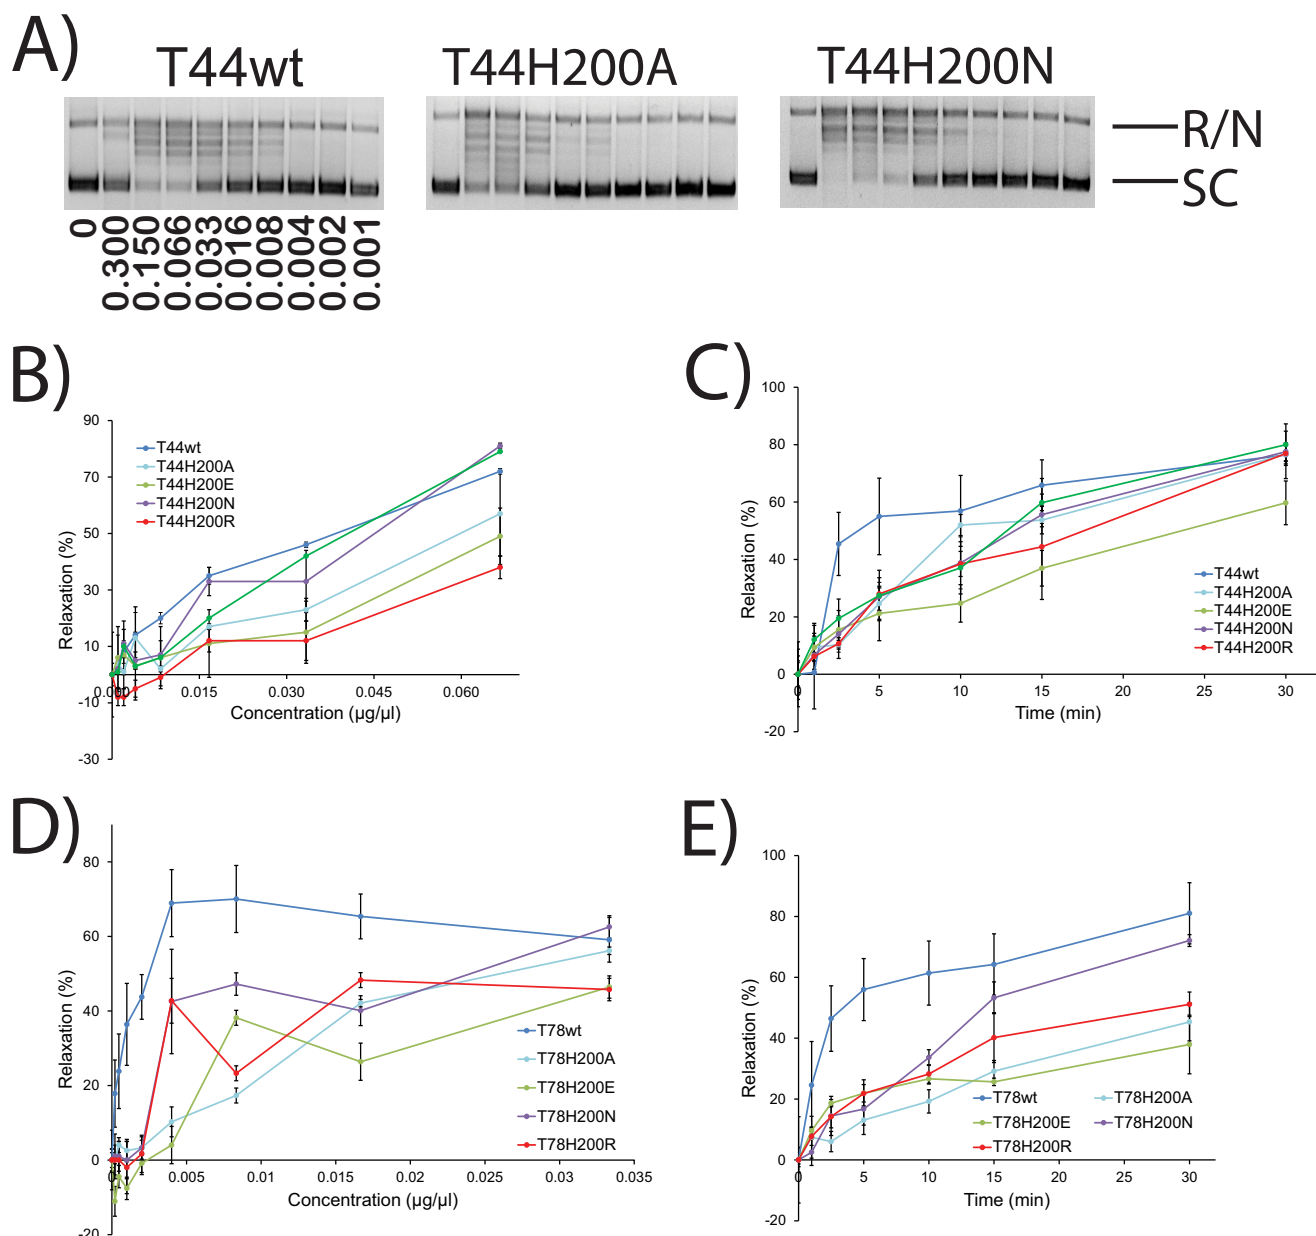 A)
T44wt
T44H200A
T44H200N
R/N
SC
0
0.300
0.150
0.066
0.033
0.016
0.008
0.004
0.002
0.001
B)
90
70
50
30
10
-10
-30
Relaxation (%)
T44wt
T44H200A
T44H200E
T44H200N
T44H200R
0.000
0.015
0.030
0.045
0.060
Concentration (µg/µl)
C)
100
80
60
40
20
0
-20
Relaxation (%)
T44wt
T44H200A
T44H200E
T44H200N
T44H200R
0
5
10
15
20
25
30
Time (min)
D)
80
60
40
20
0
-20
Relaxation (%)
T78wt
T78H200A
T78H200E
T78H200N
T78H200R
0
0.005
0.01
0.015
0.02
0.025
0.03
0.035
Concentration (µg/µl)
E)
100
80
60
40
20
0
-20
Relaxation (%)
T78wt
T78H200A
T78H200E
T78H200N
T78H200R
0
5
10
15
20
25
30
Time (min)